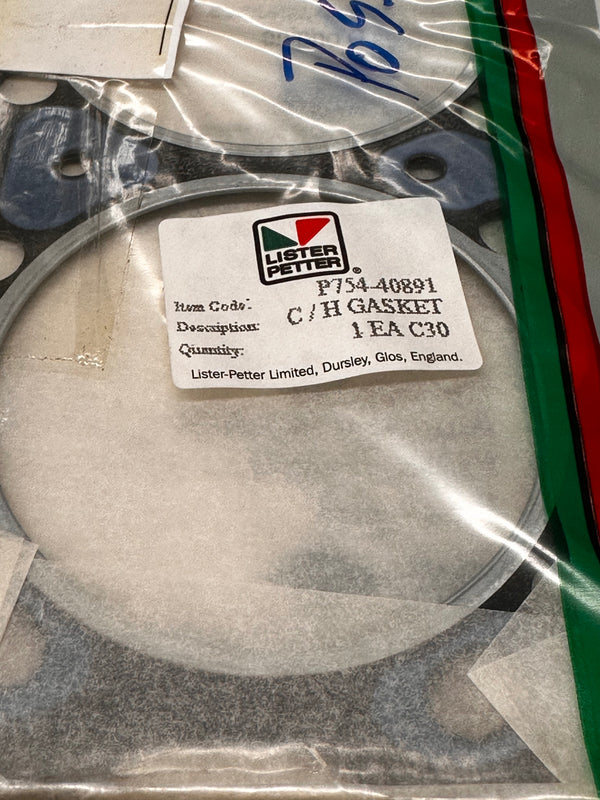 LISTER
PETTER®
Item Code: P754-40891
Description: C/H GASKET
Quantity: 1 EA C30
Lister-Petter Limited, Dursley, Glos, England.